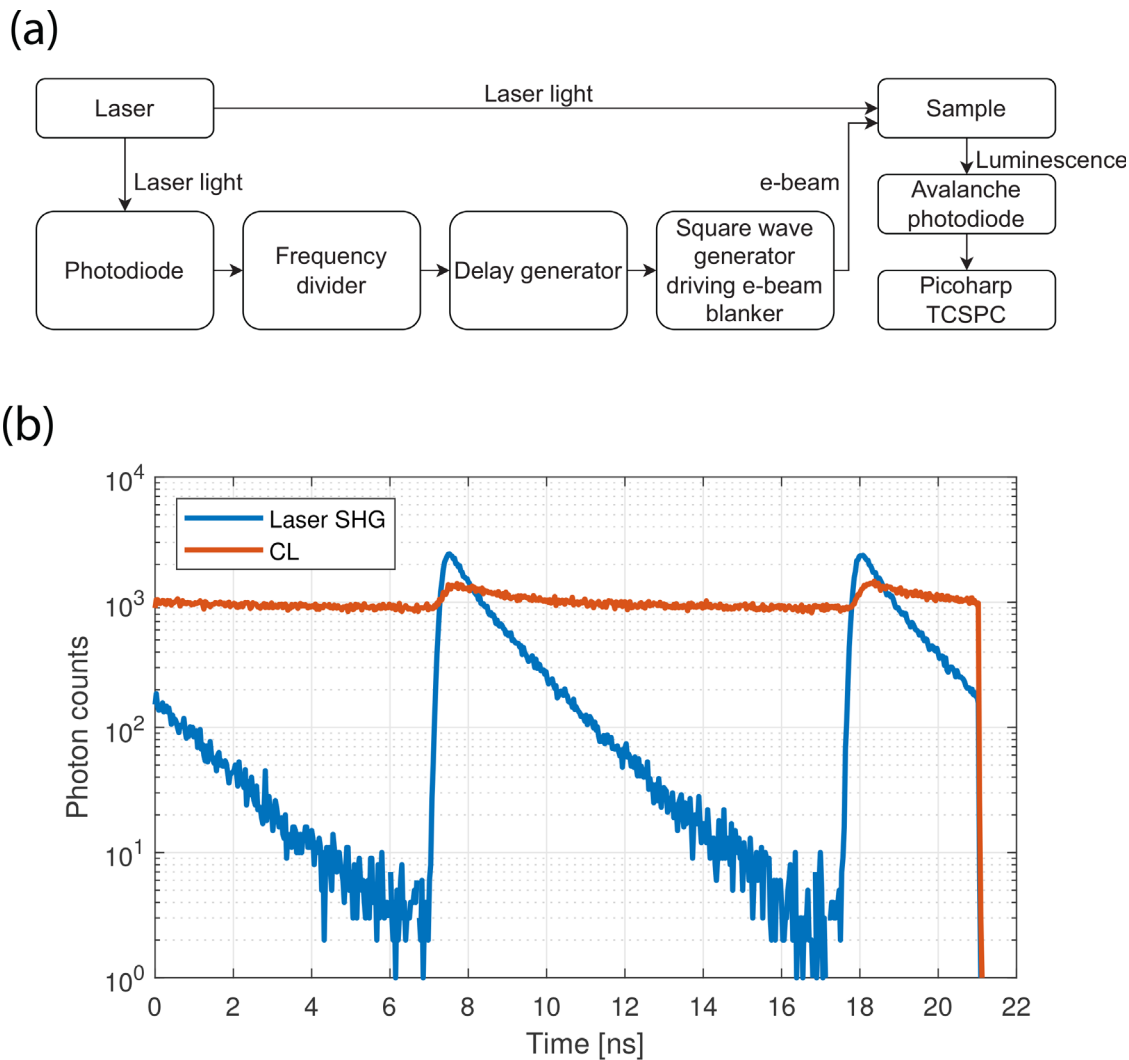 (a)
Laser
Laser light
Sample
Laser light
e-beam
Luminescence
Photodiode
Frequency
divider
Delay generator
Square wave
generator
driving e-beam
blanker
Avalanche
photodiode
Picoharp
TCSPC
(b)
Laser SHG
CL
Photon counts
10^4
10^3
10^2
10^1
10^0
0 2 4 6 8 10 12 14 16 18 20 22
Time [ns]